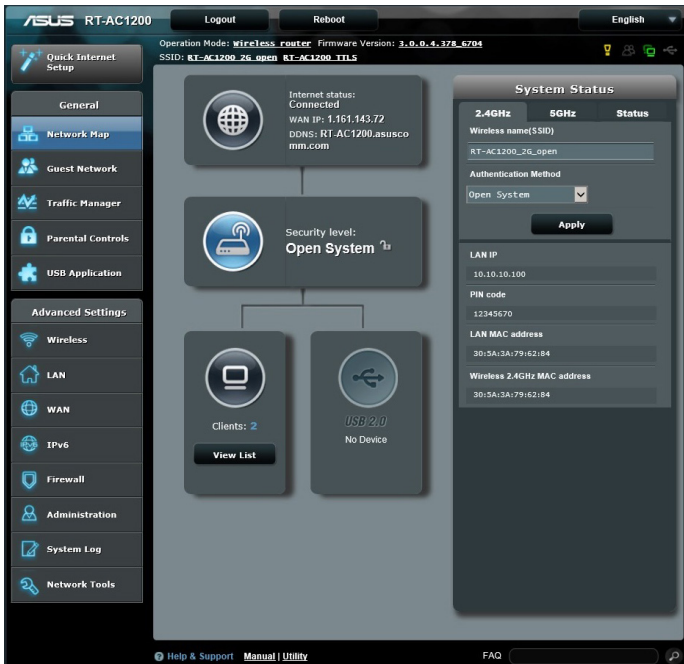 ASUS RT-AC1200
Logout
Reboot
English
Quick Internet
Setup
Operation Mode: Wireless router Firmware Version: 3.0.0.4.378_6704
SSID: RT-AC1200_2G_open RT-AC1200_TTLS
General
Network Map
Guest Network
Traffic Manager
Parental Controls
USB Application
Advanced Settings
Wireless
LAN
WAN
IPv6
IPv6
Firewall
Administration
System Log
Network Tools
Internet status:
Connected
WAN IP: 1.161.143.72
DDNS: RT-AC1200.asusco
mm.com
Security level:
Open System
Clients: 2
View List
USB 2.0
No Device
System Status
2.4GHz 5GHz Status
Wireless name(SSID)
RT-AC1200_2G_open
Authentication Method
Open System
Apply
LAN IP
10.10.10.100
PIN code
12345670
LAN MAC address
30:5A:3A:79:62:84
Wireless 2.4GHz MAC address
30:5A:3A:79:62:84
Help & Support Manual | Utility
FAQ